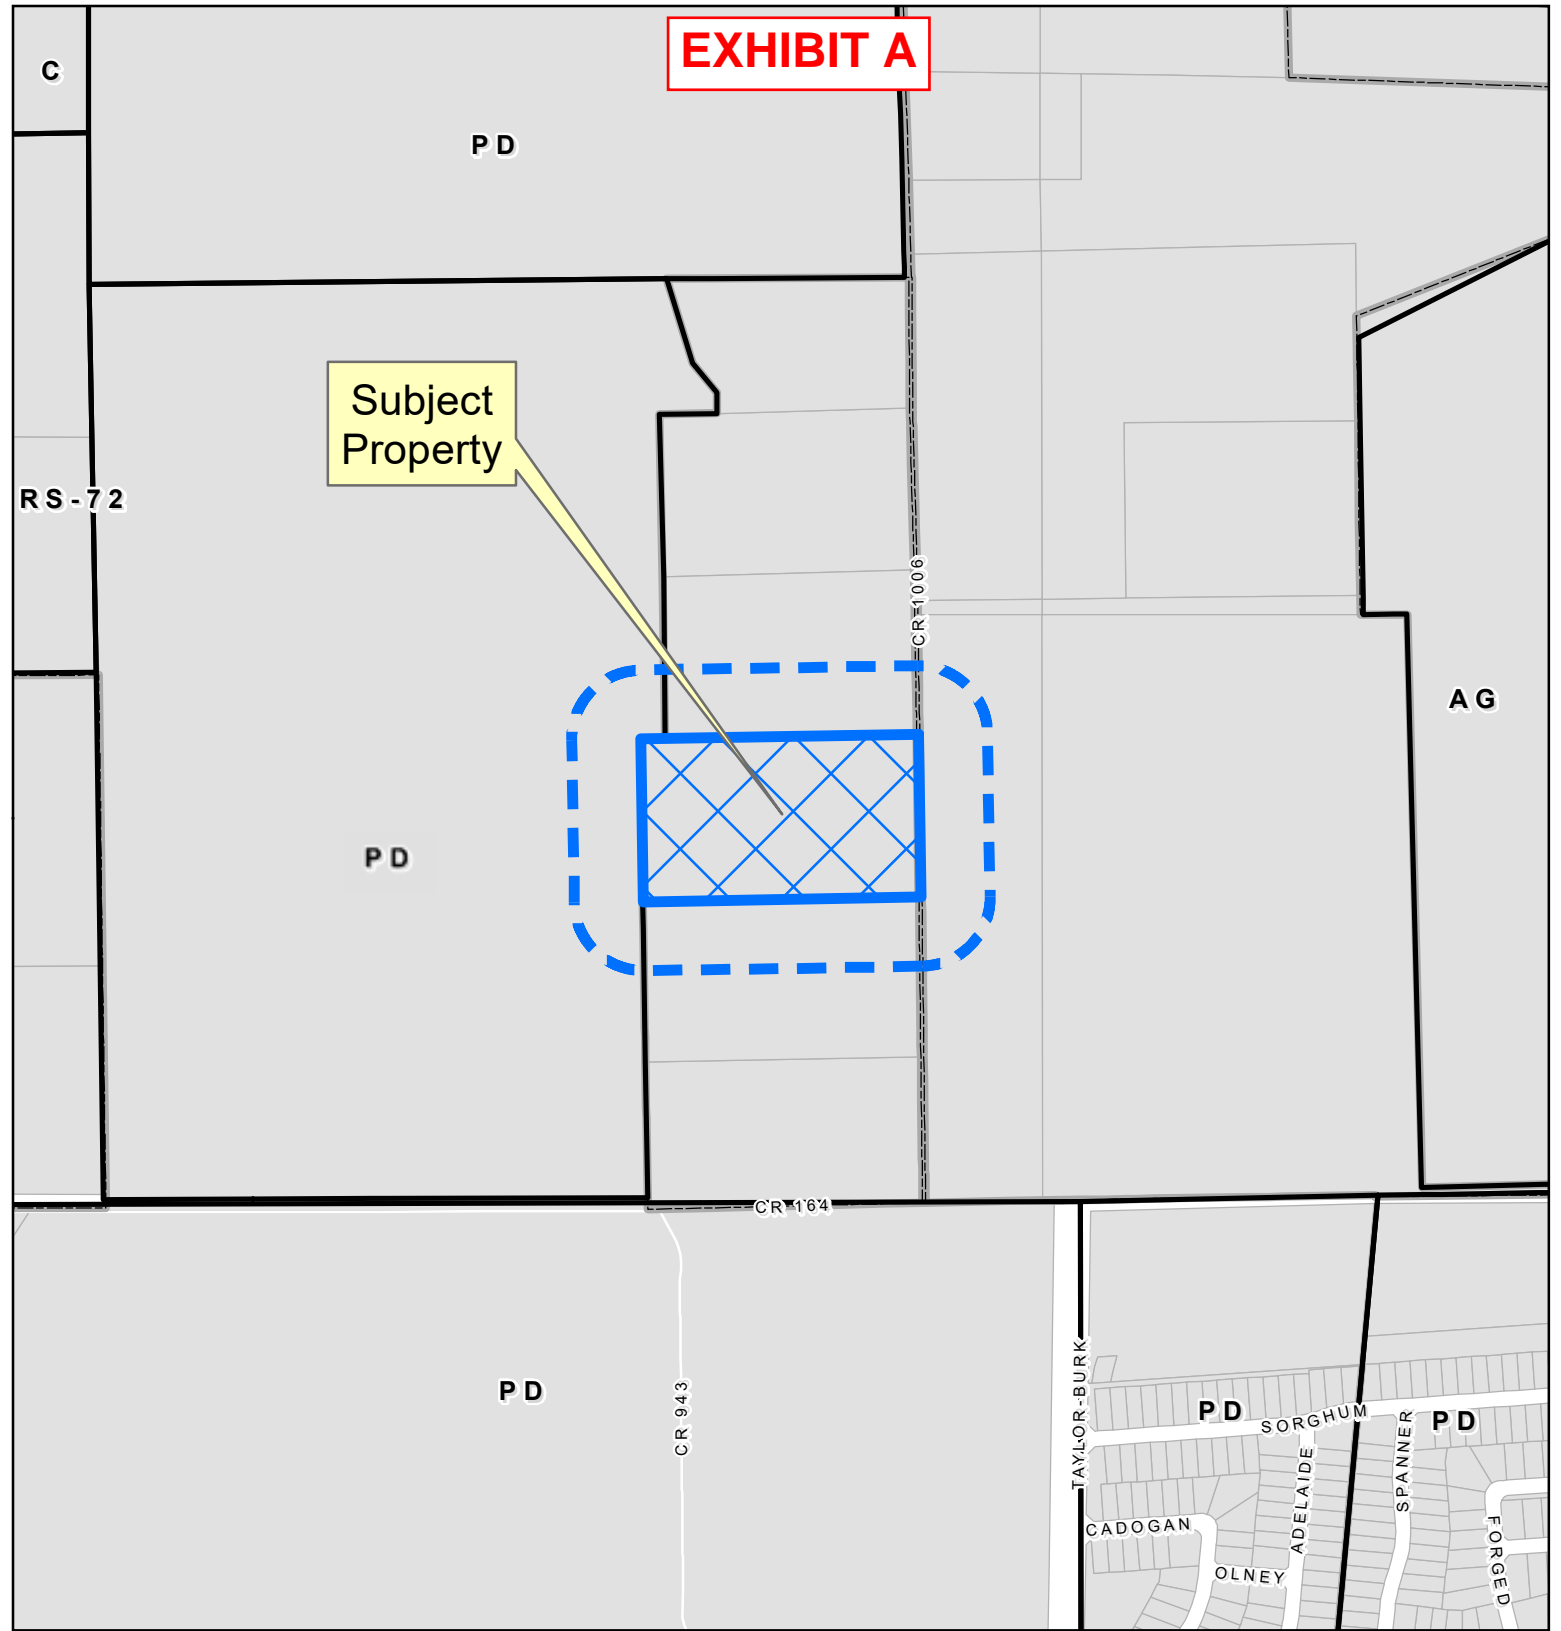 EXHIBIT A
C
PD
Subject
Property
RS-72
CR 1006
AG
PD
CR 164
TAYLOR-BURK
CR 943
PD
PD
SORGHUM
PD
SPANNER
ADELAIDE
CADOGAN
FORGED
OLNEY